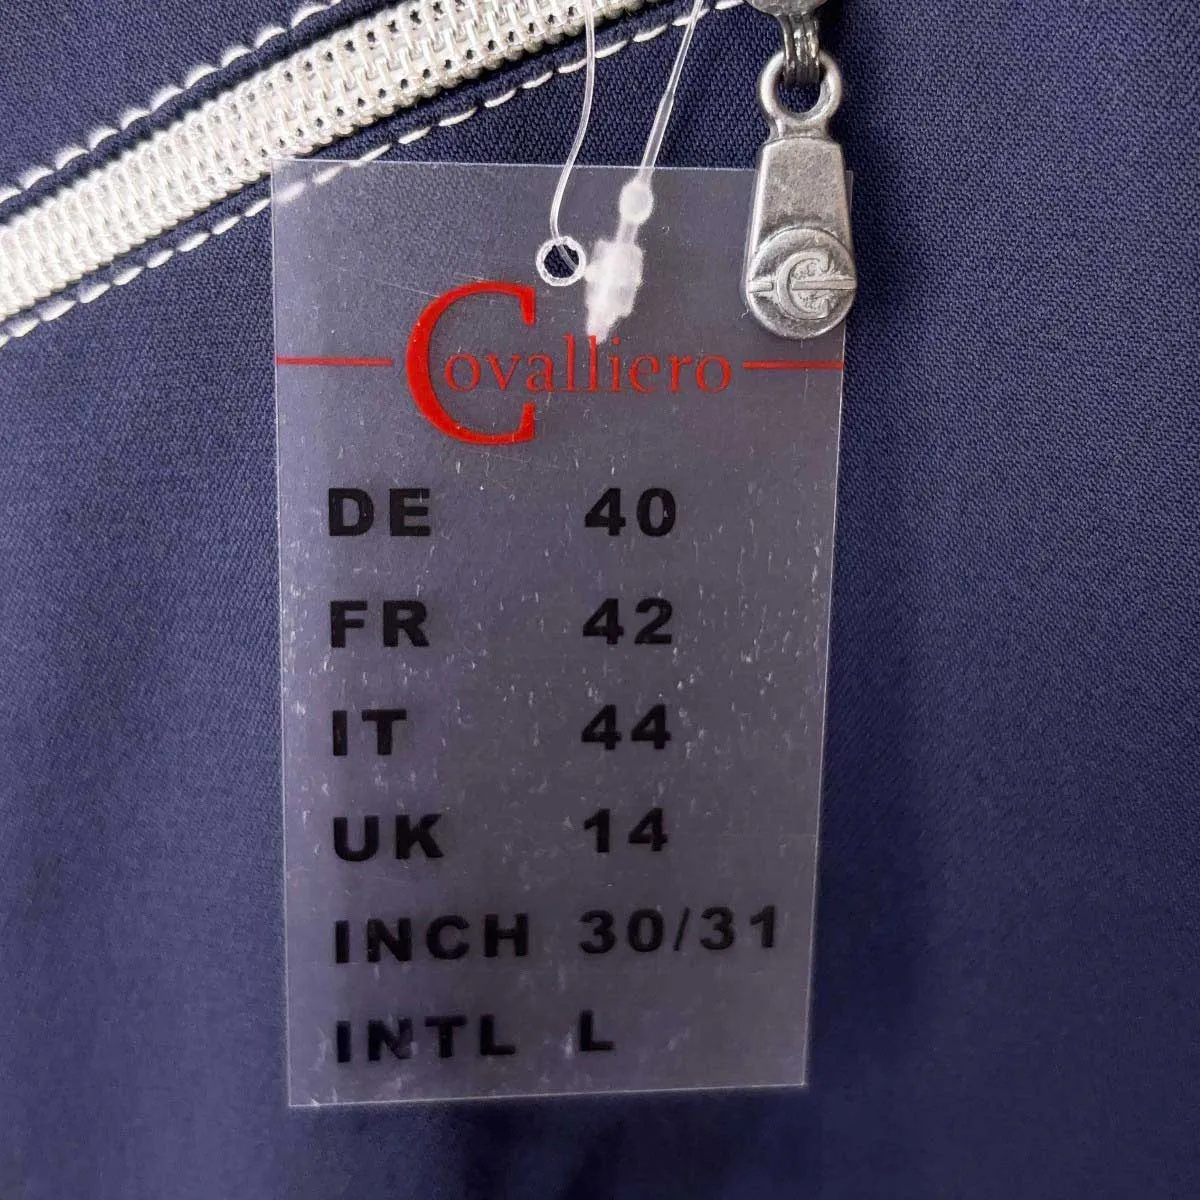 Covalliero
DE 40
FR 42
IT 44
UK 14
INCH 30/31
INTL L
C